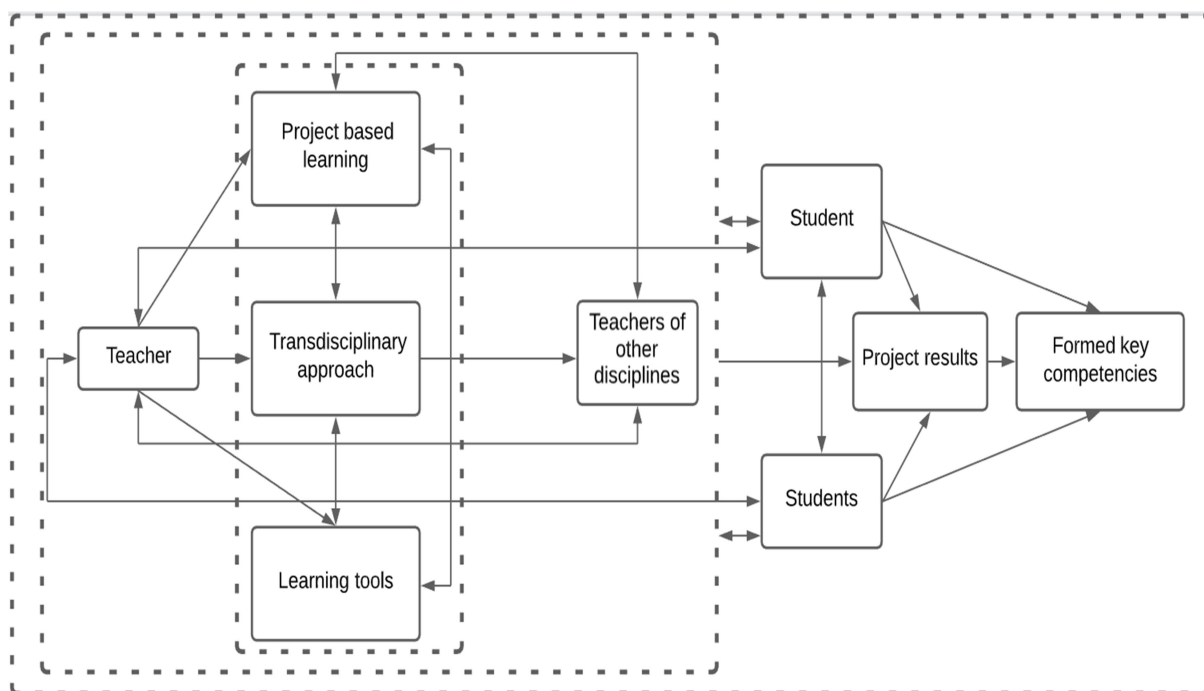 Project based
learning
Student
Teacher
Transdisciplinary
approach
Teachers of
other
disciplines
Project results
Formed key
competencies
Students
Learning tools